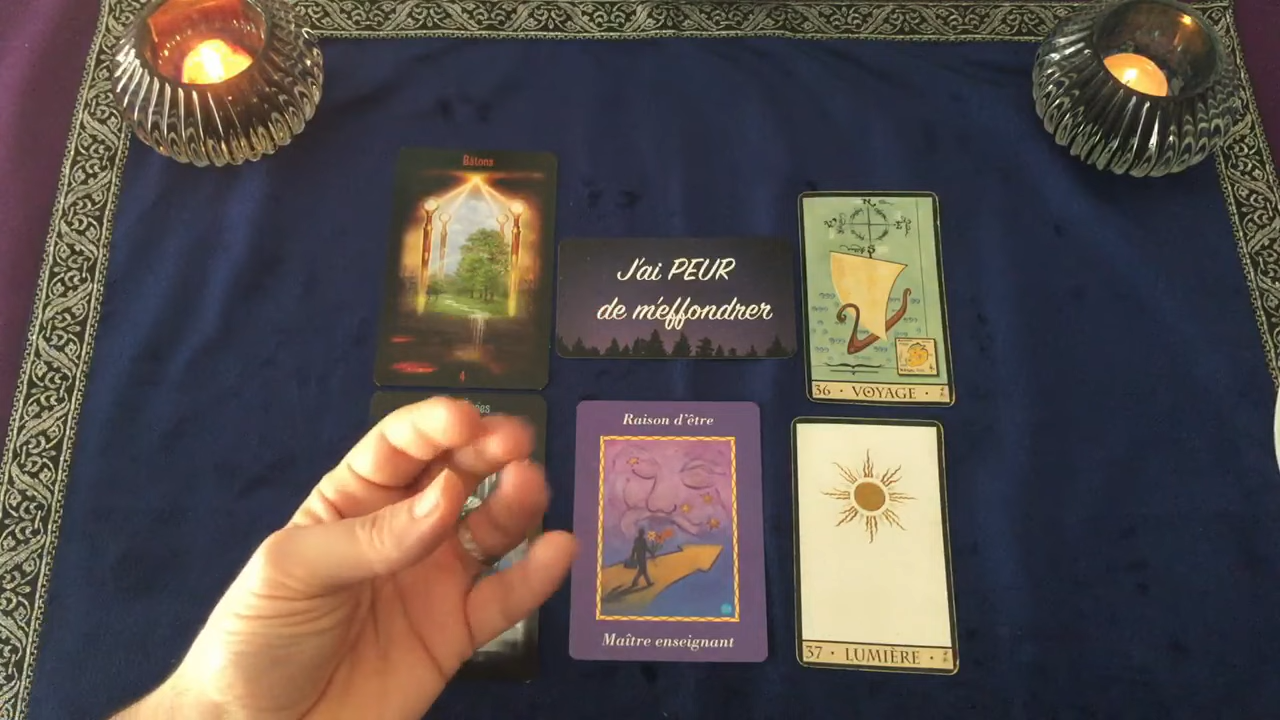 Bâtons
4
J'ai PEUR
de m'effondrer
N
S
36 · VOYAGE ·
Raison d'être
Maître enseignant
37 · LUMIÈRE ·